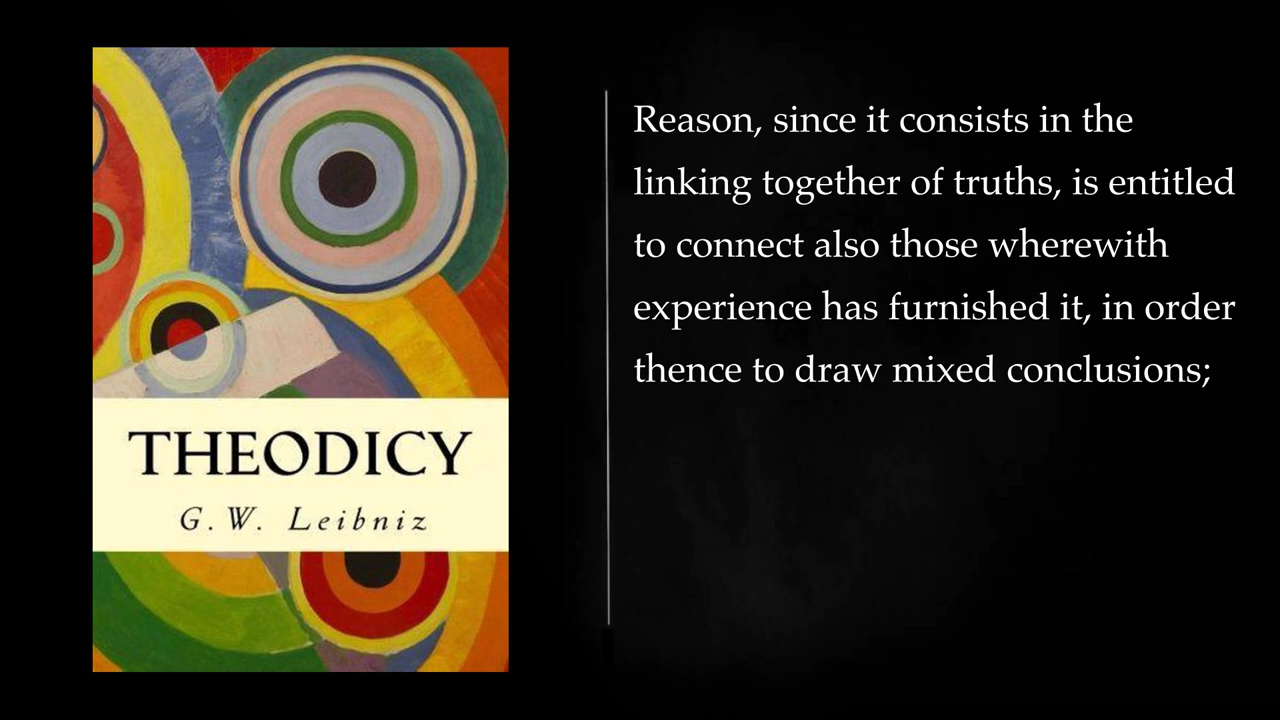 THEODICY
G. W. Leibniz
Reason, since it consists in the
linking together of truths, is entitled
to connect also those wherewith
experience has furnished it, in order
thence to draw mixed conclusions;